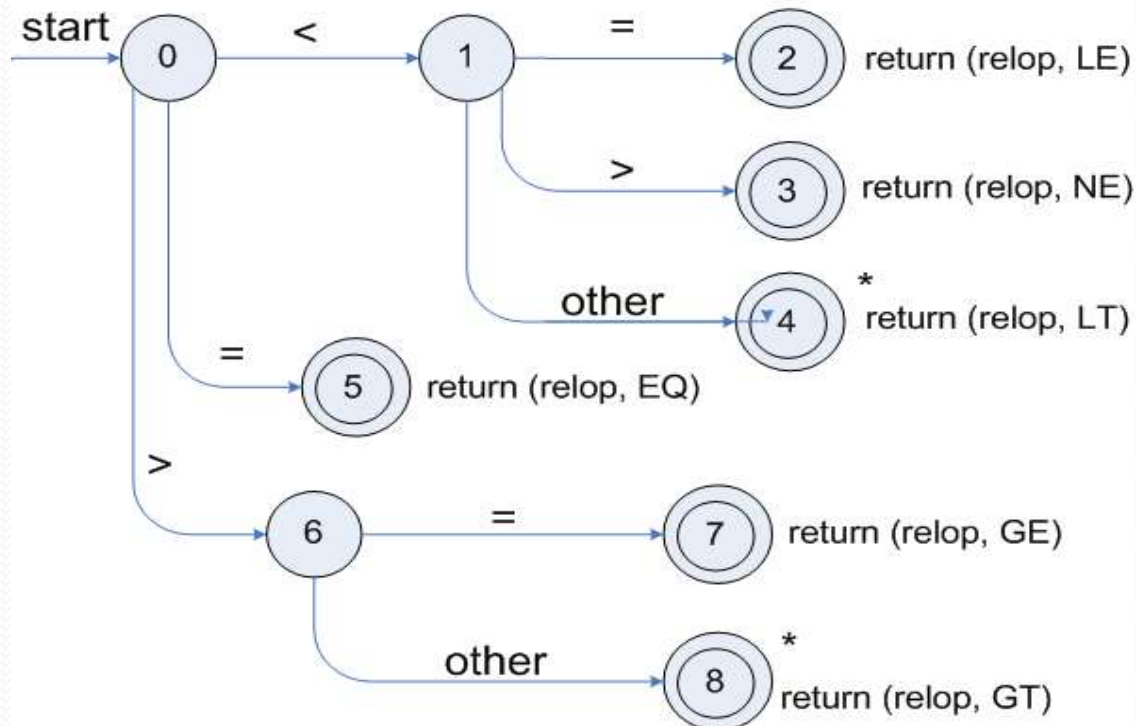 start 0 < 1 = 2 return (relop, LE)
> 3 return (relop, NE)
*
other 4 return (relop, LT)
= 5 return (relop, EQ)
>
6 = 7 return (relop, GE)
*
other 8 return (relop, GT)